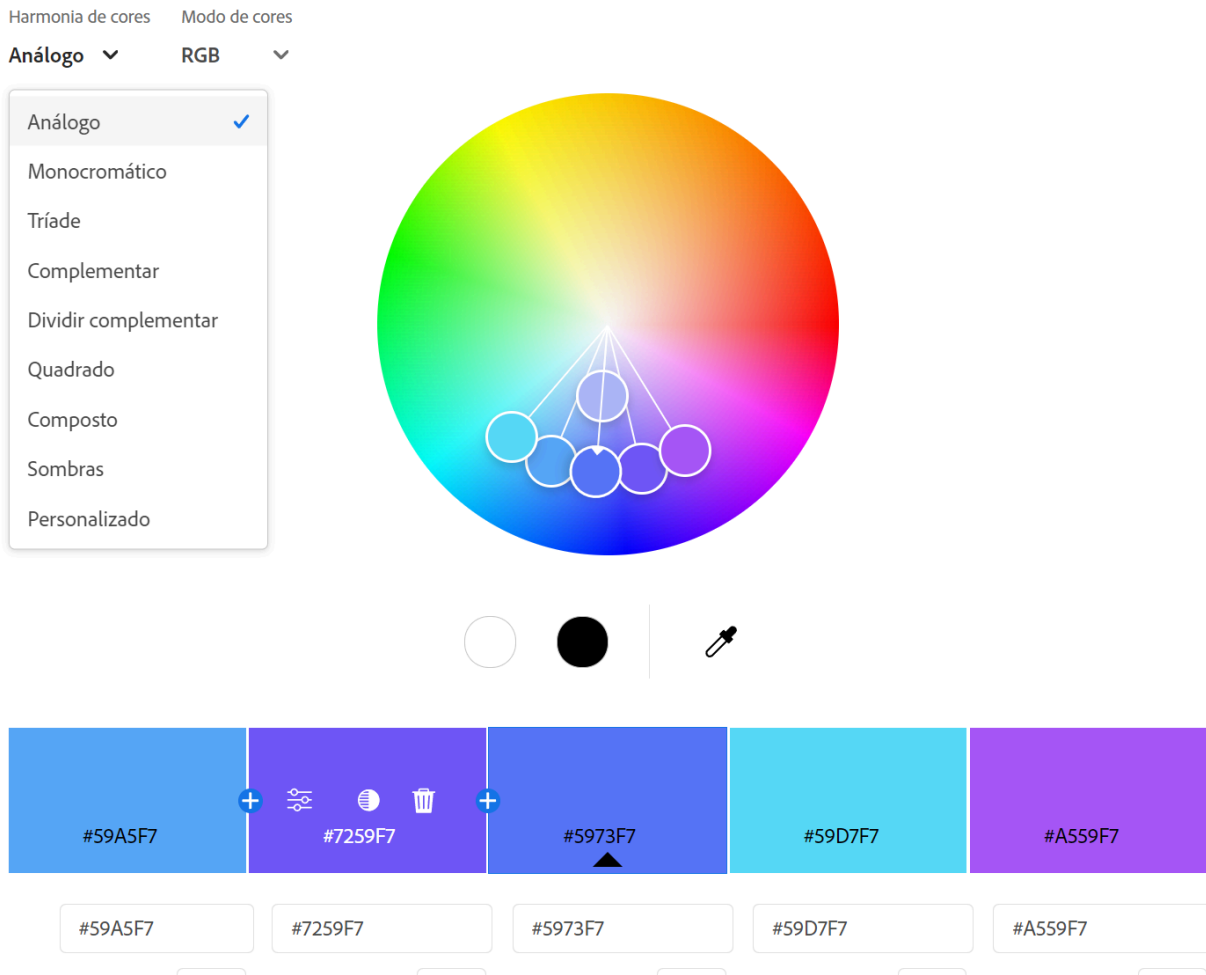 Harmonia de cores Modo de cores
Análogo RGB
Análogo
Monocromático
Tríade
Complementar
Dividir complementar
Quadrado
Composto
Sombras
Personalizado
#59A5F7 #7259F7 #5973F7 #59D7F7 #A559F7
#59A5F7 #7259F7 #5973F7 #59D7F7 #A559F7